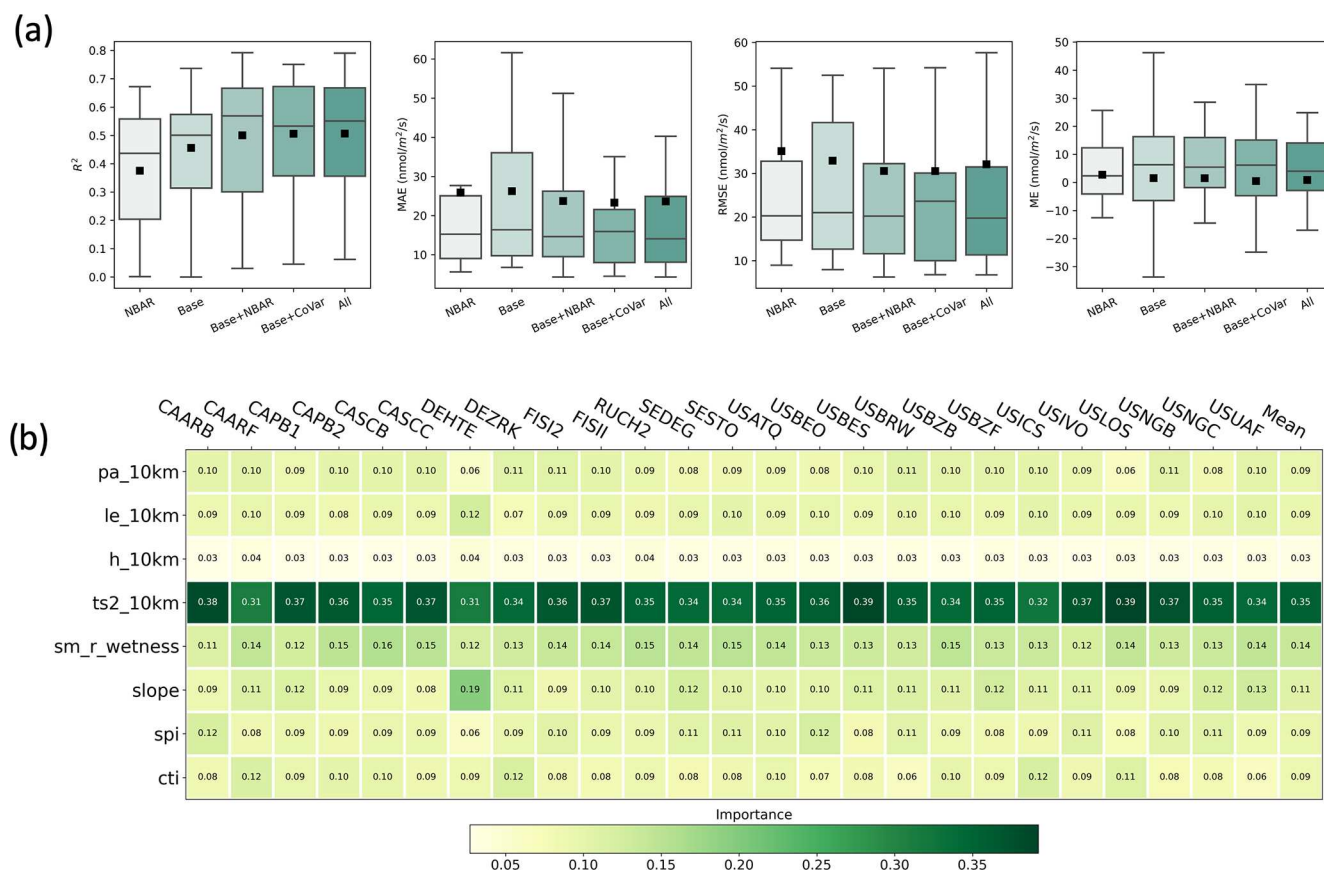 (a)
R²
0.8
0.7
0.6
0.5
0.4
0.3
0.2
0.1
0.0
NBAR Base Base+NBAR Base+CoVar All
MAE (nmol/m²/s)
60
50
40
30
20
10
NBAR Base Base+NBAR Base+CoVar All
RMSE (nmol/m²/s)
60
50
40
30
20
10
NBAR Base Base+NBAR Base+CoVar All
ME (nmol/m²/s)
50
40
30
20
10
0
−10
−20
−30
NBAR Base Base+NBAR Base+CoVar All
(b)
CAARB CAARF CAPB1 CAPB2 CASCB CASCC DEHTE DEZRK FISI2 FISII RUCH2 SEDEG SESTO USATQ USBEO USBES USBRW USBZB USBZF USICS USIVO USLOS USNGB USNGC USUAF Mean
pa_10km 0.10 0.10 0.09 0.10 0.10 0.10 0.06 0.11 0.11 0.10 0.09 0.08 0.09 0.09 0.08 0.10 0.11 0.09 0.10 0.10 0.09 0.06 0.11 0.08 0.10 0.09
le_10km 0.09 0.10 0.09 0.08 0.09 0.09 0.12 0.07 0.09 0.09 0.09 0.09 0.10 0.09 0.10 0.09 0.10 0.10 0.09 0.10 0.09 0.09 0.09 0.10 0.10 0.09
h_10km 0.03 0.04 0.03 0.03 0.03 0.03 0.04 0.03 0.03 0.03 0.04 0.03 0.03 0.03 0.03 0.03 0.03 0.03 0.03 0.03 0.03 0.03 0.03 0.03 0.03 0.03
ts2_10km 0.38 0.31 0.37 0.36 0.35 0.37 0.31 0.34 0.36 0.37 0.35 0.34 0.34 0.35 0.36 0.39 0.35 0.34 0.35 0.32 0.37 0.39 0.37 0.35 0.34 0.35
sm_r_wetness 0.11 0.14 0.12 0.15 0.16 0.15 0.12 0.13 0.14 0.14 0.15 0.14 0.15 0.14 0.13 0.13 0.13 0.15 0.13 0.13 0.12 0.14 0.13 0.13 0.14 0.14
slope 0.09 0.11 0.12 0.09 0.09 0.08 0.19 0.11 0.09 0.10 0.10 0.12 0.10 0.10 0.10 0.11 0.11 0.11 0.12 0.11 0.11 0.09 0.09 0.12 0.13 0.11
spi 0.12 0.08 0.09 0.09 0.09 0.09 0.06 0.09 0.10 0.09 0.09 0.11 0.11 0.10 0.12 0.08 0.11 0.09 0.08 0.09 0.11 0.08 0.10 0.11 0.09 0.09
cti 0.08 0.12 0.09 0.10 0.10 0.09 0.09 0.12 0.08 0.08 0.09 0.08 0.08 0.10 0.07 0.08 0.06 0.10 0.09 0.12 0.09 0.11 0.08 0.08 0.06 0.09
Importance
0.05 0.10 0.15 0.20 0.25 0.30 0.35